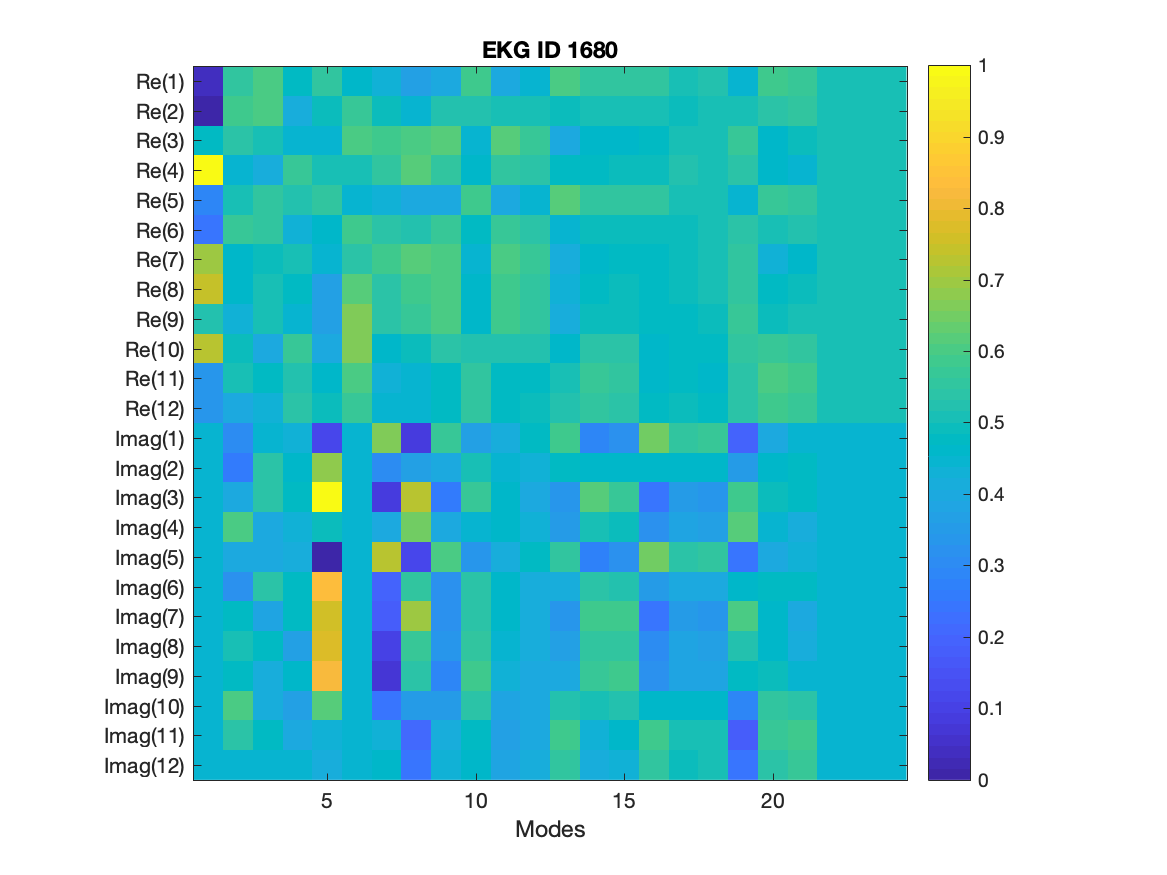 EKG ID 1680
Re(1)
Re(2)
Re(3)
Re(4)
Re(5)
Re(6)
Re(7)
Re(8)
Re(9)
Re(10)
Re(11)
Re(12)
Imag(1)
Imag(2)
Imag(3)
Imag(4)
Imag(5)
Imag(6)
Imag(7)
Imag(8)
Imag(9)
Imag(10)
Imag(11)
Imag(12)
5 10 15 20
Modes
1
0.9
0.8
0.7
0.6
0.5
0.4
0.3
0.2
0.1
0